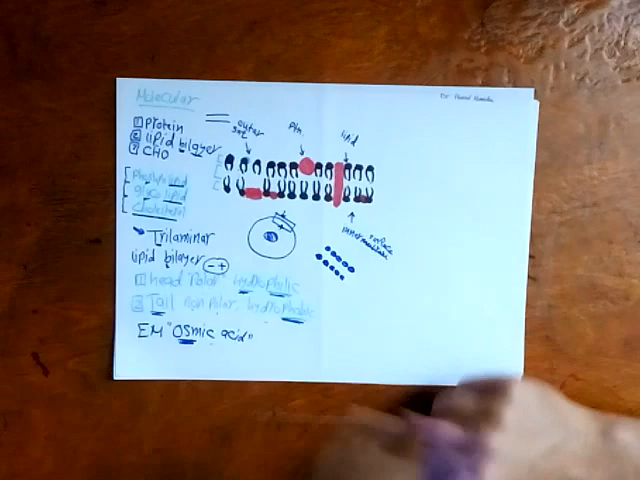 Molecular
1 Protein
2 lipid bilayer
3 CHO
Phospholipid
glycolipid
cholesterol
Trilaminar
lipid bilayer - +
1 head "Polar" hydrophilic
2 Tail non Polar, hydrophobic
EM "Osmic acid"
outer
Ptn
lipid